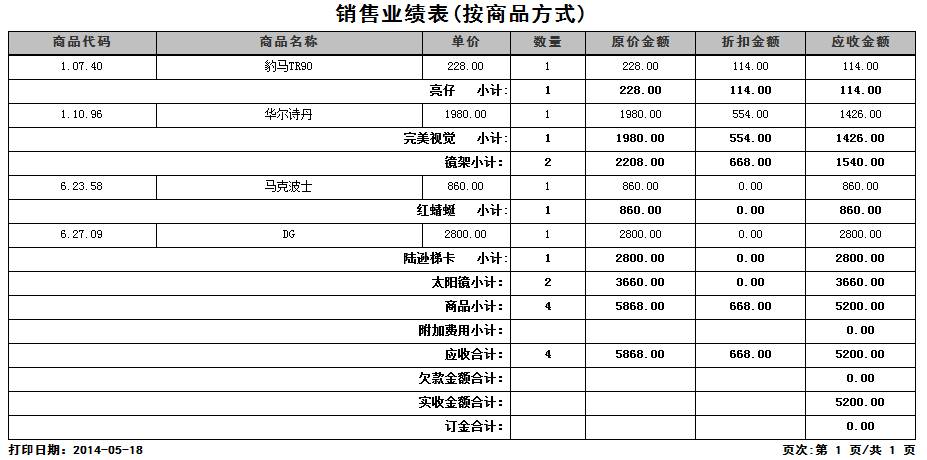 销售业绩表(按商品方式)
商品代码 商品名称 单价 数量 原价金额 折扣金额 应收金额
1.07.40 豹马TR90 228.00 1 228.00 114.00 114.00
亮仔 小计: 1 228.00 114.00 114.00
1.10.96 华尔诗丹 1980.00 1 1980.00 554.00 1426.00
完美视觉 小计: 1 1980.00 554.00 1426.00
镜架小计: 2 2208.00 668.00 1540.00
6.23.58 马克波士 860.00 1 860.00 0.00 860.00
红蜻蜓 小计: 1 860.00 0.00 860.00
6.27.09 DG 2800.00 1 2800.00 0.00 2800.00
陆逊梯卡 小计: 1 2800.00 0.00 2800.00
太阳镜小计: 2 3660.00 0.00 3660.00
商品小计: 4 5868.00 668.00 5200.00
附加费用小计: 0.00
应收合计: 4 5868.00 668.00 5200.00
欠款金额合计: 0.00
实收金额合计: 5200.00
订金合计: 0.00
打印日期: 2014-05-18 页次:第 1 页/共 1 页